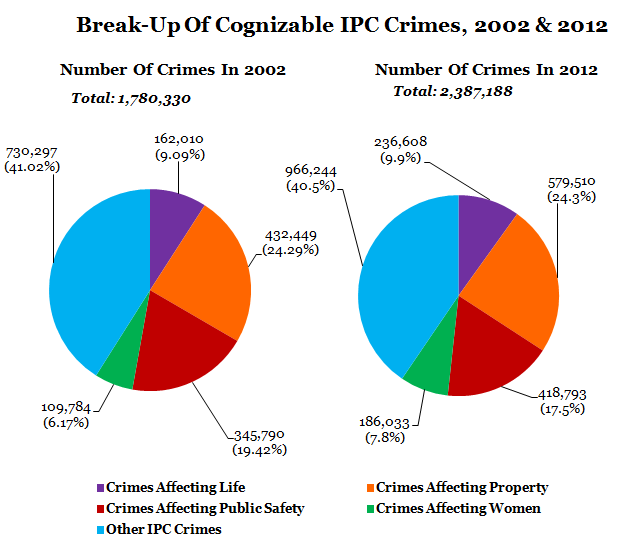 Break-Up Of Cognizable IPC Crimes, 2002 & 2012
Number Of Crimes In 2002
Total: 1,780,330
162,010
(9.09%)
432,449
(24.29%)
345,790
(19.42%)
109,784
(6.17%)
730,297
(41.02%)
Number Of Crimes In 2012
Total: 2,387,188
236,608
(9.9%)
579,510
(24.3%)
418,793
(17.5%)
186,033
(7.8%)
966,244
(40.5%)
Crimes Affecting Life
Crimes Affecting Property
Crimes Affecting Public Safety
Crimes Affecting Women
Other IPC Crimes